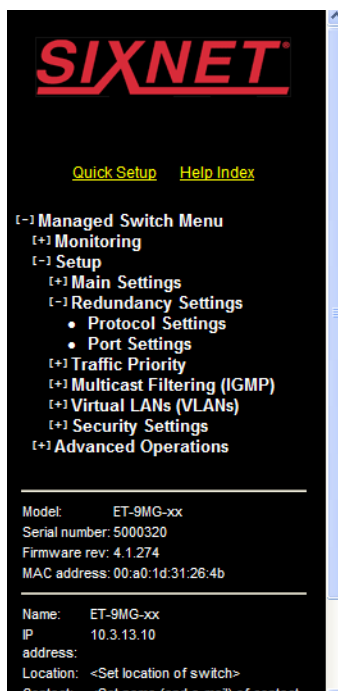 SIXNET
Quick Setup Help Index
[-] Managed Switch Menu
[+] Monitoring
[-] Setup
[+] Main Settings
[-] Redundancy Settings
• Protocol Settings
• Port Settings
[+] Traffic Priority
[+] Multicast Filtering (IGMP)
[+] Virtual LANs (VLANs)
[+] Security Settings
[+] Advanced Operations
Model: ET-9MG-xx
Serial number: 5000320
Firmware rev: 4.1.274
MAC address: 00:a0:1d:31:26:4b
Name: ET-9MG-xx
IP address: 10.3.13.10
Location: <Set location of switch>